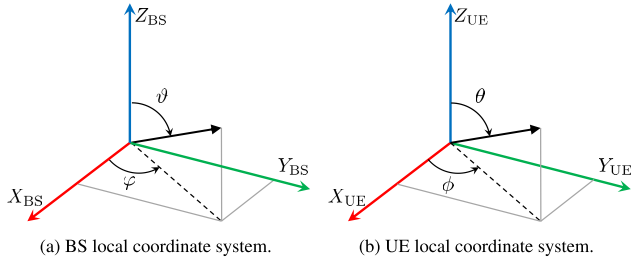 Z_BS
Z_UE
ϑ
θ
Y_BS
Y_UE
X_BS
φ
X_UE
ϕ
(a) BS local coordinate system.
(b) UE local coordinate system.